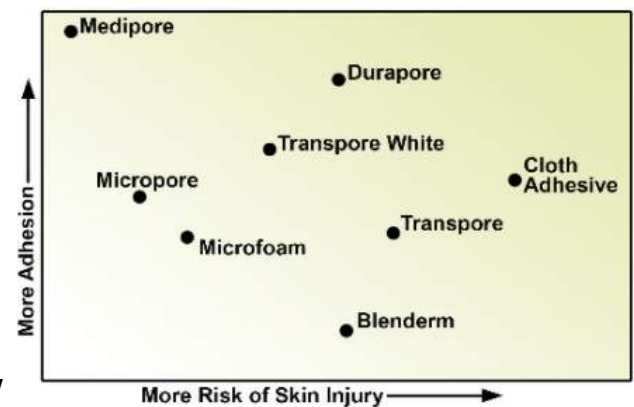 Medipore
Durapore
Transpore White
Cloth
Adhesive
Micropore
Transpore
Microfoam
Blenderm
More Adhesion
More Risk of Skin Injury